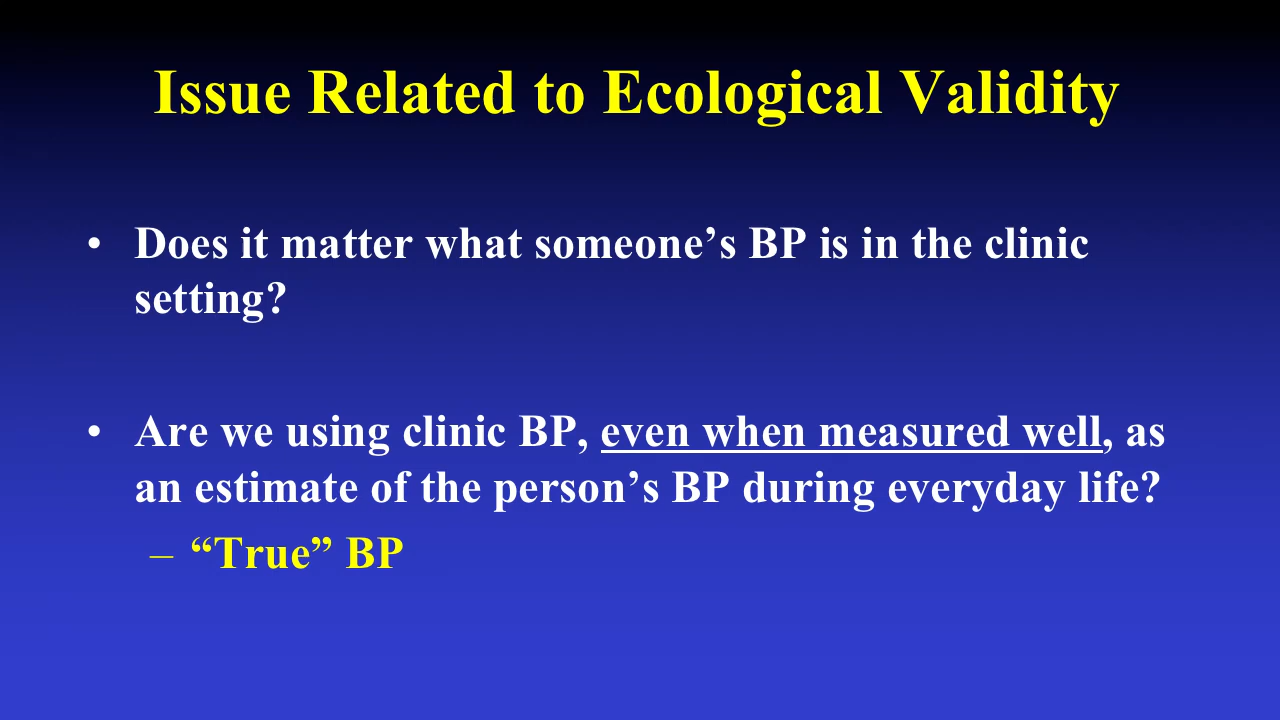 Issue Related to Ecological Validity
• Does it matter what someone’s BP is in the clinic
setting?
• Are we using clinic BP, even when measured well, as
an estimate of the person’s BP during everyday life?
– “True” BP